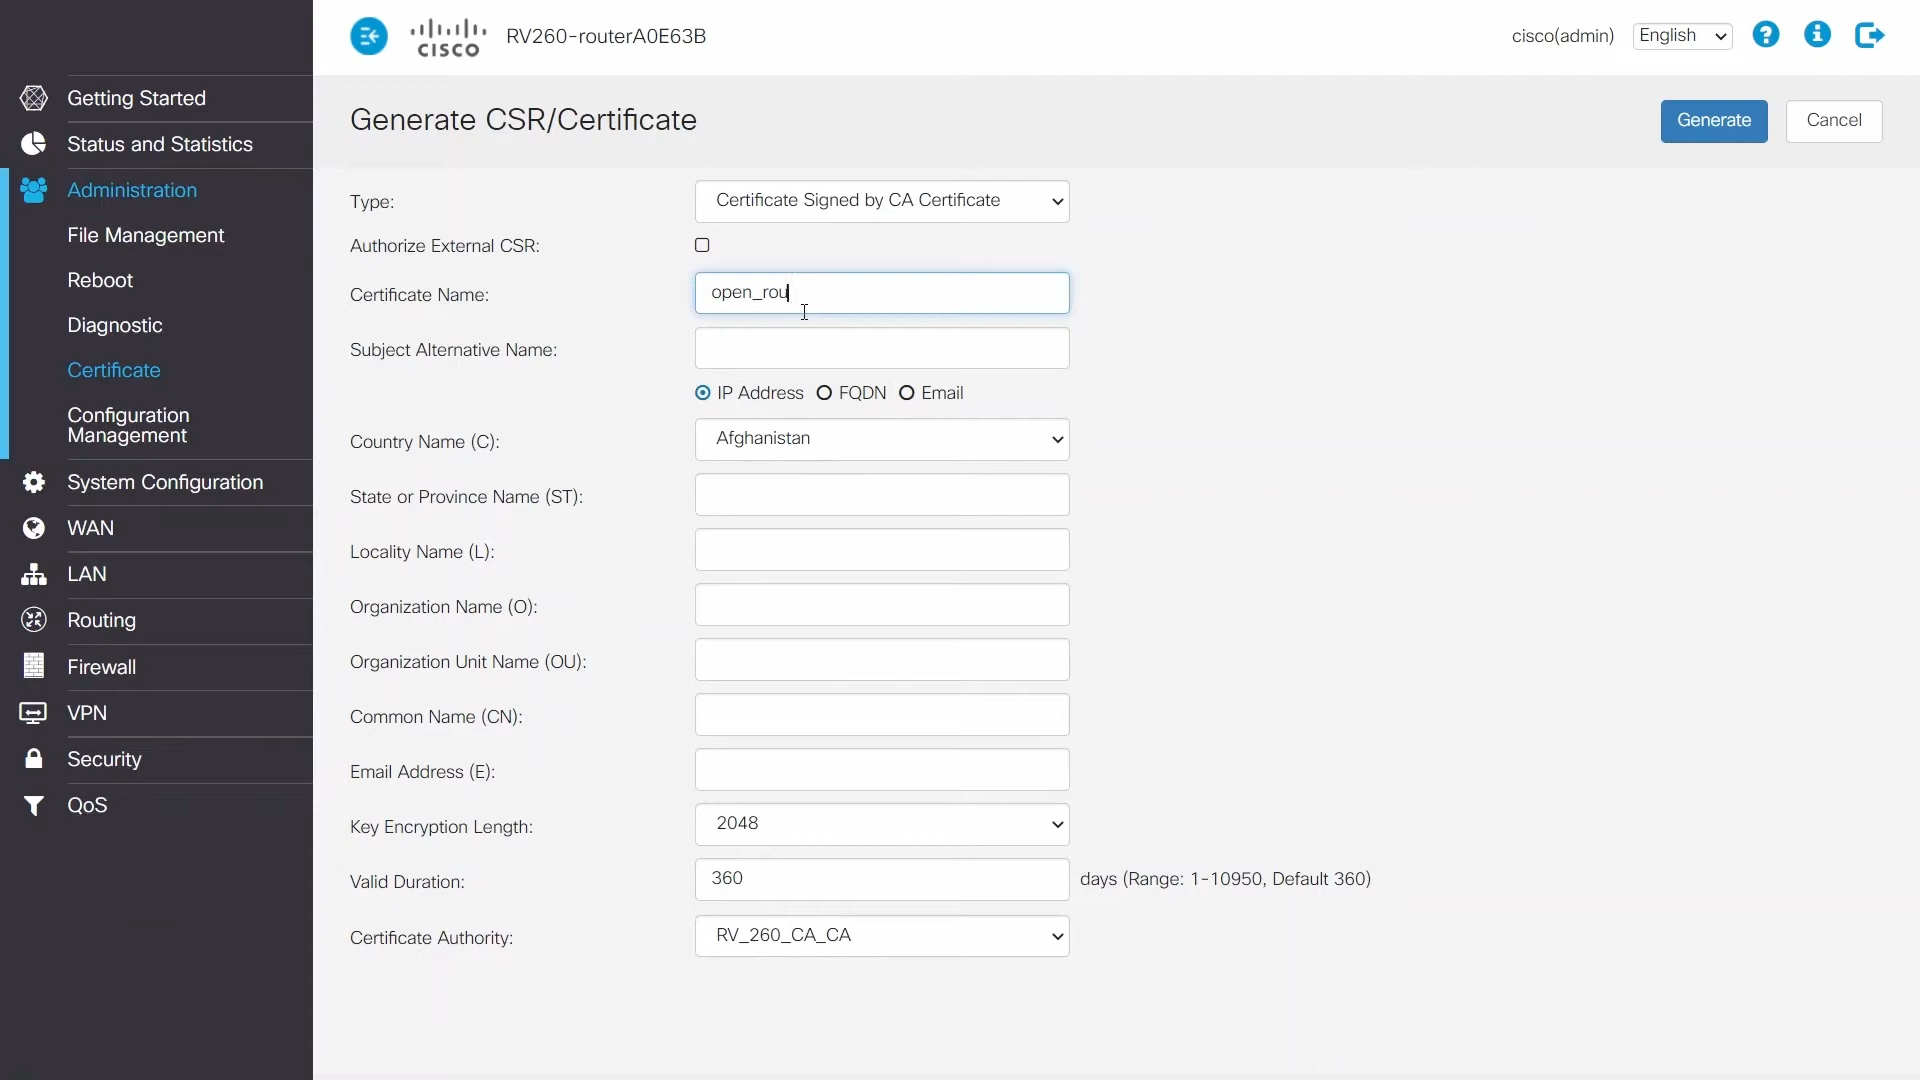 CISCO
RV260-routerA0E63B
cisco(admin)
English
Getting Started
Status and Statistics
Administration
File Management
Reboot
Diagnostic
Certificate
Configuration
Management
System Configuration
WAN
LAN
Routing
Firewall
VPN
Security
QoS
Generate CSR/Certificate
Generate
Cancel
Type:
Certificate Signed by CA Certificate
Authorize External CSR:
Certificate Name:
open_rou
Subject Alternative Name:
IP Address FQDN Email
Country Name (C):
Afghanistan
State or Province Name (ST):
Locality Name (L):
Organization Name (O):
Organization Unit Name (OU):
Common Name (CN):
Email Address (E):
Key Encryption Length:
2048
Valid Duration:
360
days (Range: 1-10950, Default 360)
Certificate Authority:
RV_260_CA_CA